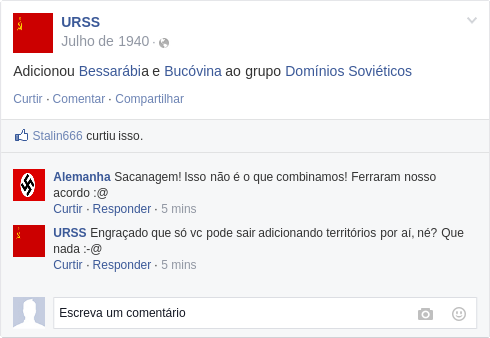 URSS
Julho de 1940 ·
Adicionou Bessarábia e Bucóvina ao grupo Domínios Soviéticos
Curtir · Comentar · Compartilhar
Stalin666 curtiu isso.
Alemanha Sacanagem! Isso não é o que combinamos! Ferraram nosso
acordo :@
Curtir · Responder · 5 mins
URSS Engraçado que só vc pode sair adicionando territórios por aí, né? Que
nada :-@
Curtir · Responder · 5 mins
Escreva um comentário